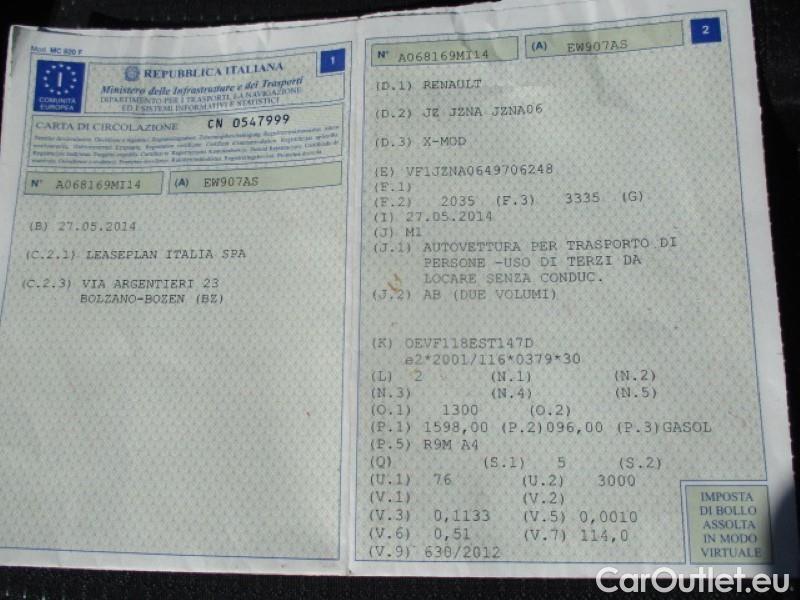 Mod. MC 820 F
1
I
COMUNITÀ
EUROPEA
REPUBBLICA ITALIANA
Ministero delle Infrastrutture e dei Trasporti
DIPARTIMENTO PER I TRASPORTI, LA NAVIGAZIONE
ED I SISTEMI INFORMATIVI E STATISTICI
CARTA DI CIRCOLAZIONE CN 0547999
N° A068169MI14 (A) EW907AS
(B) 27.05.2014
(C.2.1) LEASEPLAN ITALIA SPA
(C.2.3) VIA ARGENTIERI 23
BOLZANO-BOZEN (BZ)
N° A068169MI14 (A) EW907AS
2
(D.1) RENAULT
(D.2) JZ JZNA JZNA06
(D.3) X-MOD
(E) VF1JZNA0649706248
(F.1)
(F.2) 2035 (F.3) 3335 (G)
(I) 27.05.2014
(J) M1
(J.1) AUTOVETTURA PER TRASPORTO DI
PERSONE -USO DI TERZI DA
LOCARE SENZA CONDUC.
(J.2) AB (DUE VOLUMI)
(K) OEVF118EST147D
e2*2001/116*0379*30
(L) 2 (N.1) (N.2)
(N.3) (N.4) (N.5)
(O.1) 1300 (O.2)
(P.1) 1598,00 (P.2)096,00 (P.3)GASOL
(P.5) R9M A4
(Q) (S.1) 5 (S.2)
(U.1) 76 (U.2) 3000
(V.1) (V.2)
(V.3) 0,1133 (V.5) 0,0010
(V.6) 0,51 (V.7) 114,0
(V.9) 630/2012
IMPOSTA
DI BOLLO
ASSOLTA
IN MODO
VIRTUALE
CarOutlet.eu